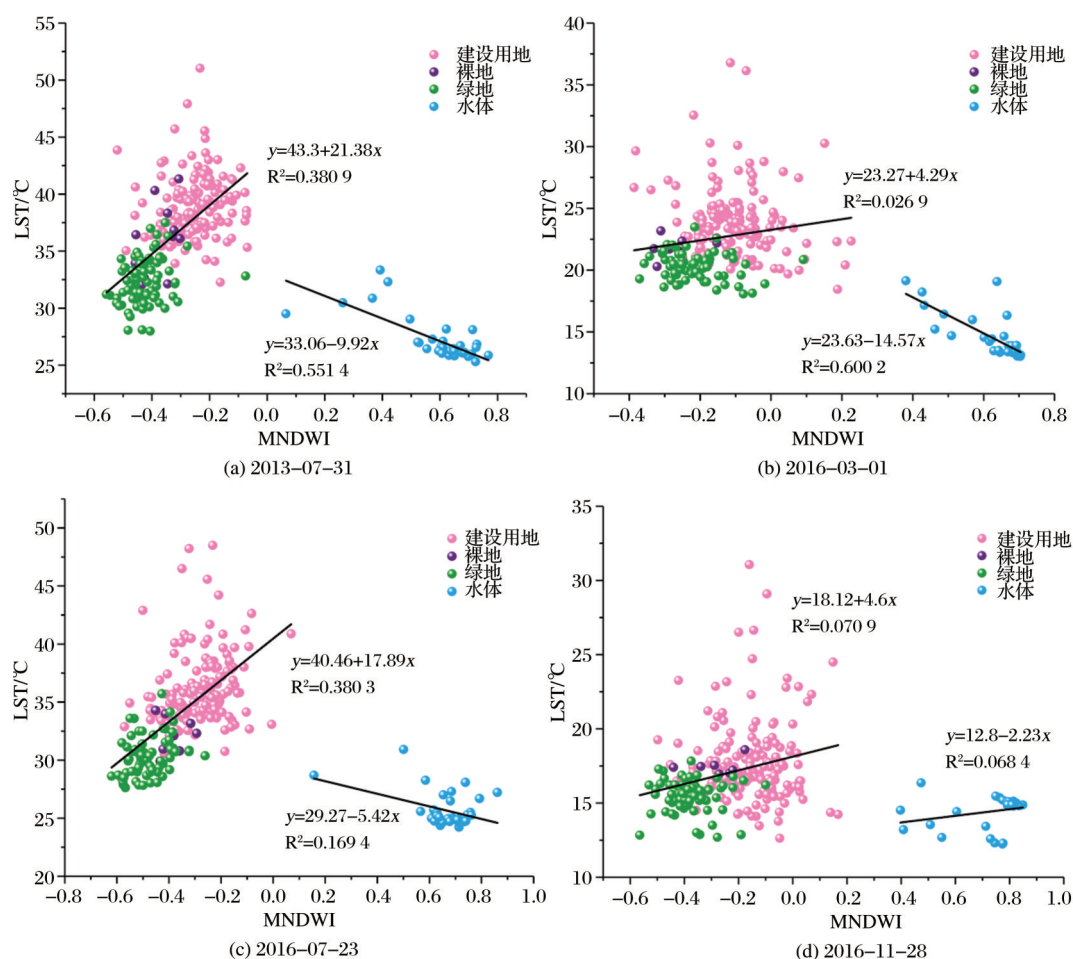 55
50
45
40
35
30
25
LST/℃
建设用地
裸地
绿地
水体
y=43.3+21.38x
R²=0.380 9
y=33.06−9.92x
R²=0.551 4
−0.6 −0.4 −0.2 0.0 0.2 0.4 0.6 0.8
MNDWI
(a) 2013−07−31
40
35
30
25
20
15
10
LST/℃
建设用地
裸地
绿地
水体
y=23.27+4.29x
R²=0.026 9
y=23.63−14.57x
R²=0.600 2
−0.4 −0.2 0.0 0.2 0.4 0.6 0.8
MNDWI
(b) 2016−03−01
50
45
40
35
30
25
20
LST/℃
建设用地
裸地
绿地
水体
y=40.46+17.89x
R²=0.380 3
y=29.27−5.42x
R²=0.169 4
−0.8 −0.6 −0.4 −0.2 0.0 0.2 0.4 0.6 0.8 1.0
MNDWI
(c) 2016−07−23
35
30
25
20
15
10
LST/℃
建设用地
裸地
绿地
水体
y=18.12+4.6x
R²=0.070 9
y=12.8−2.23x
R²=0.068 4
−0.6 −0.4 −0.2 0.0 0.2 0.4 0.6 0.8 1.0
MNDWI
(d) 2016−11−28